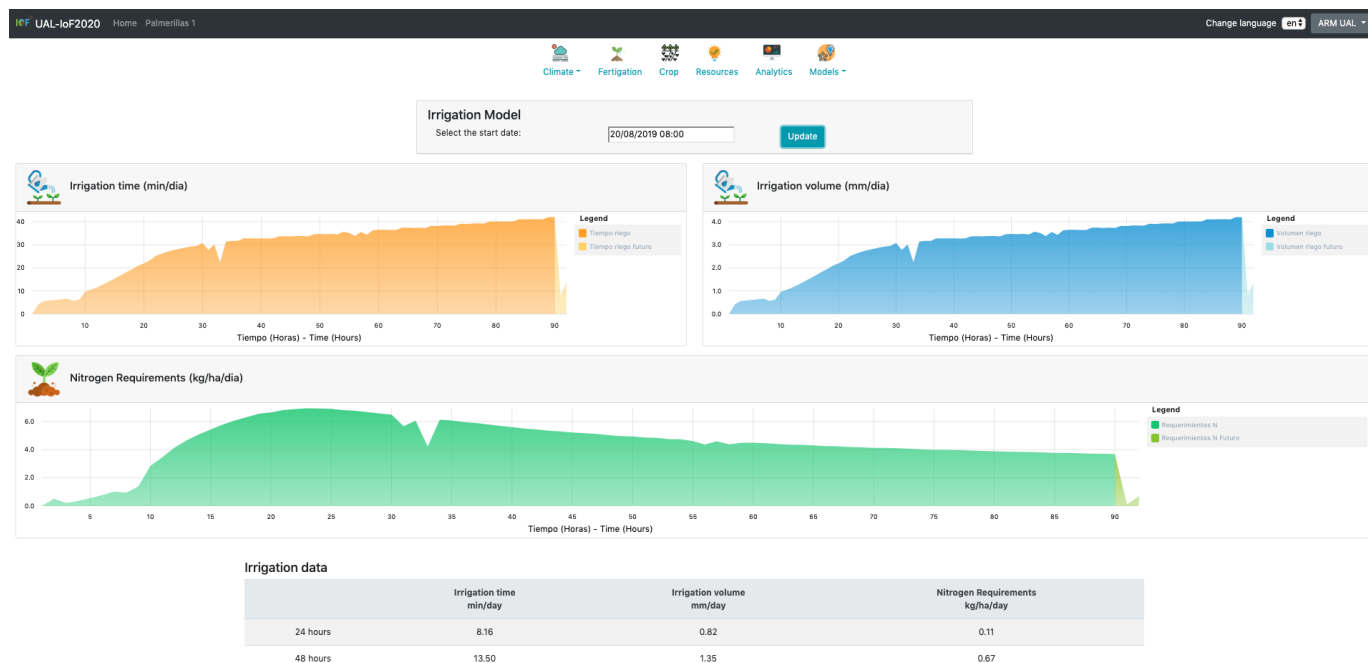 IoF UAL-IoF2020 Home Palmerillas 1 Change language en ARM UAL
Climate Fertigation Crop Resources Analytics Models
Irrigation Model
Select the start date: 20/08/2019 08:00 Update
Irrigation time (min/dia)
40
30
20
10
0
10 20 30 40 50 60 70 80 90
Tiempo (Horas) - Time (Hours)
Legend
Tiempo riego
Tiempo riego futuro
Irrigation volume (mm/dia)
4.0
3.0
2.0
1.0
0.0
10 20 30 40 50 60 70 80 90
Tiempo (Horas) - Time (Hours)
Legend
Volumen riego
Volumen riego futuro
Nitrogen Requirements (kg/ha/dia)
6.0
4.0
2.0
0.0
5 10 15 20 25 30 35 40 45 50 55 60 65 70 75 80 85 90
Tiempo (Horas) - Time (Hours)
Legend
Requerimientos N
Requerimientos N Futuro
Irrigation data
Irrigation time Irrigation volume Nitrogen Requirements
min/day mm/day kg/ha/day
24 hours 8.16 0.82 0.11
48 hours 13.50 1.35 0.67